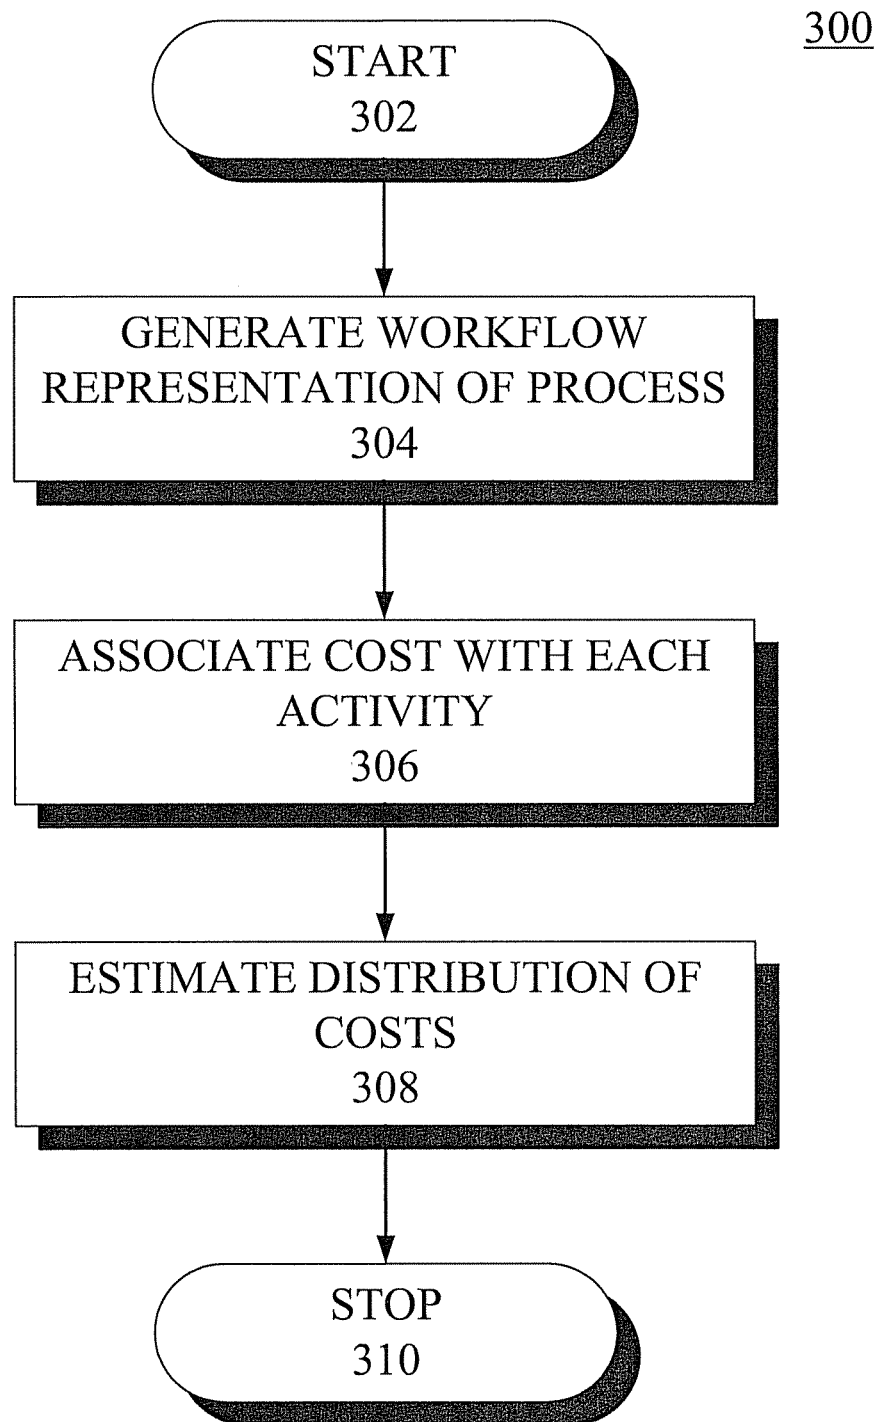 300
START
302
GENERATE WORKFLOW
REPRESENTATION OF PROCESS
304
ASSOCIATE COST WITH EACH
ACTIVITY
306
ESTIMATE DISTRIBUTION OF
COSTS
308
STOP
310